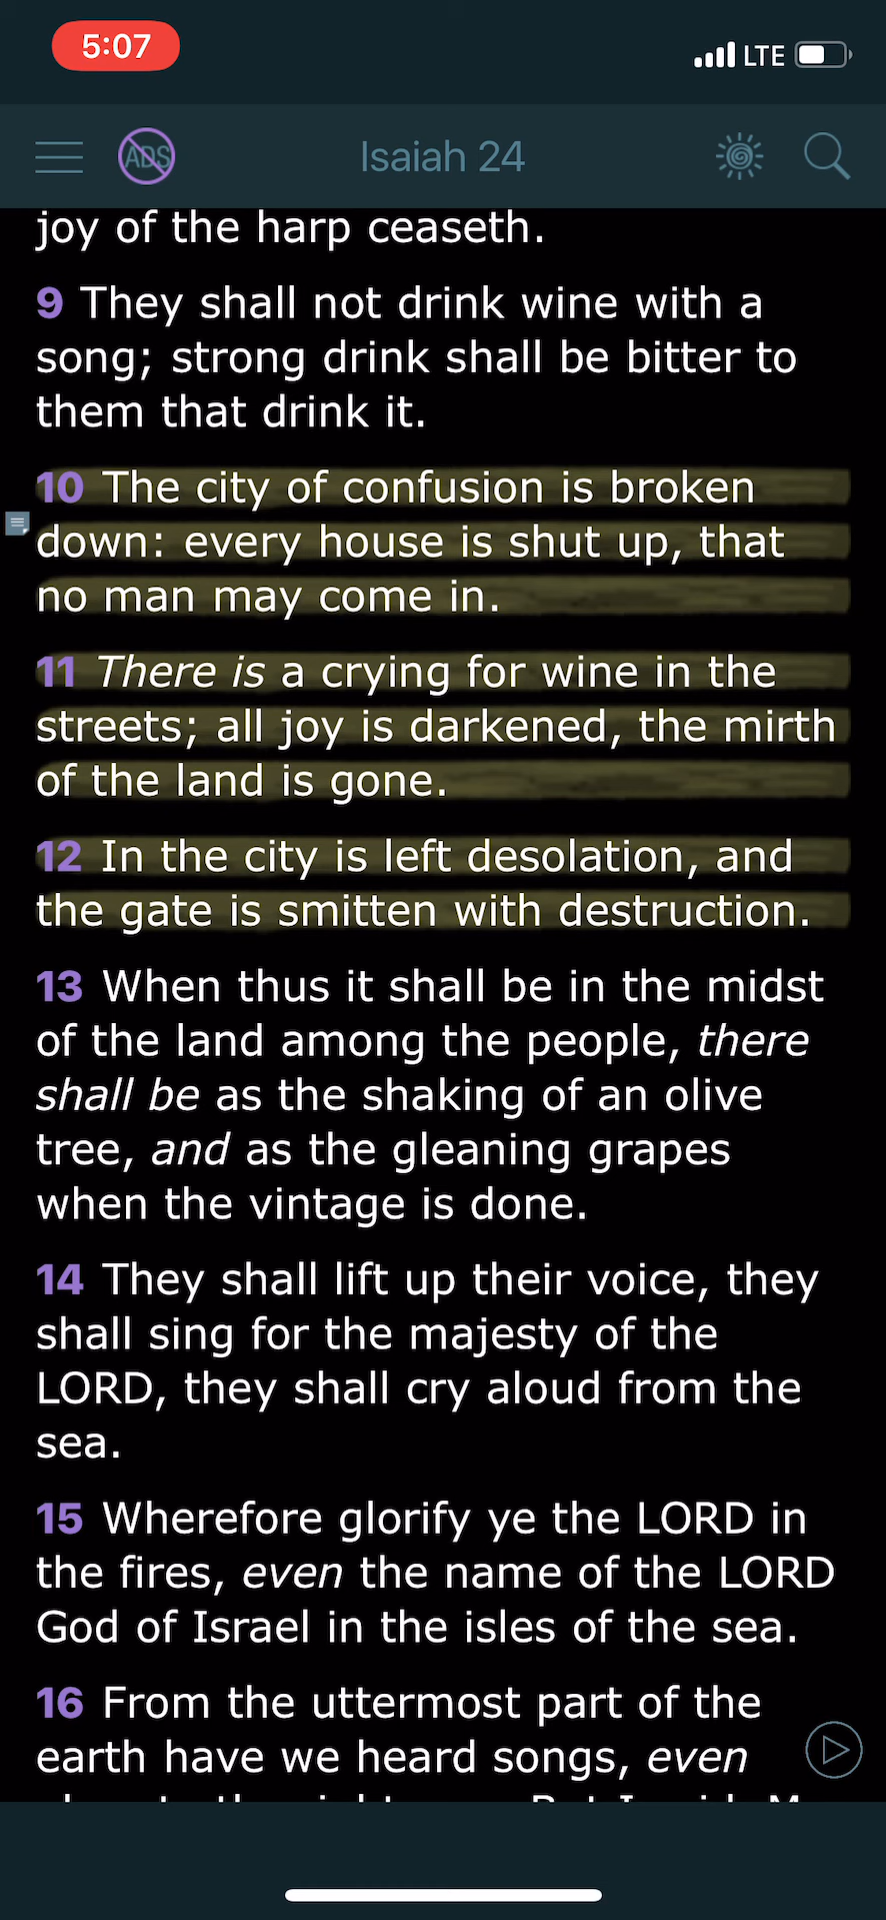 5:07
LTE
ADS
Isaiah 24
joy of the harp ceaseth.
9 They shall not drink wine with a
song; strong drink shall be bitter to
them that drink it.
10 The city of confusion is broken
down: every house is shut up, that
no man may come in.
11 There is a crying for wine in the
streets; all joy is darkened, the mirth
of the land is gone.
12 In the city is left desolation, and
the gate is smitten with destruction.
13 When thus it shall be in the midst
of the land among the people, there
shall be as the shaking of an olive
tree, and as the gleaning grapes
when the vintage is done.
14 They shall lift up their voice, they
shall sing for the majesty of the
LORD, they shall cry aloud from the
sea.
15 Wherefore glorify ye the LORD in
the fires, even the name of the LORD
God of Israel in the isles of the sea.
16 From the uttermost part of the
earth have we heard songs, even